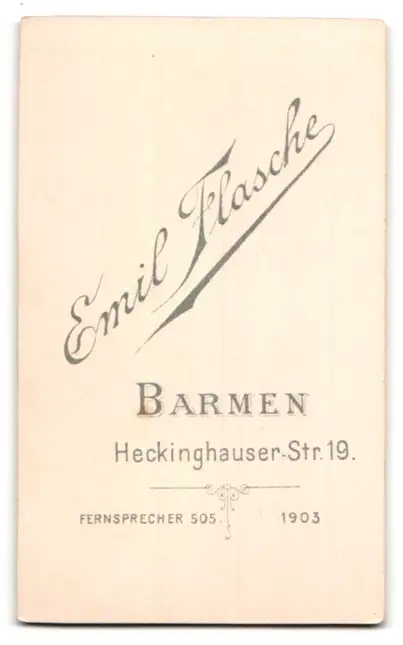 Emil Flasche
BARMEN
Heckinghauser-Str. 19.
FERNSPRECHER 505. 1903